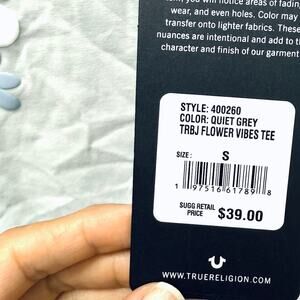 you will notice areas of fading,
wear, and even holes. Color may
transfer onto lighter fabrics. These
nuances are intentional and add to the
character and finish of our garment
STYLE: 400260
COLOR: QUIET GREY
TRBJ FLOWER VIBES TEE
SIZE: S
1 97516 61789 8
SUGG RETAIL
PRICE $39.00
WWW.TRUERELIGION.COM